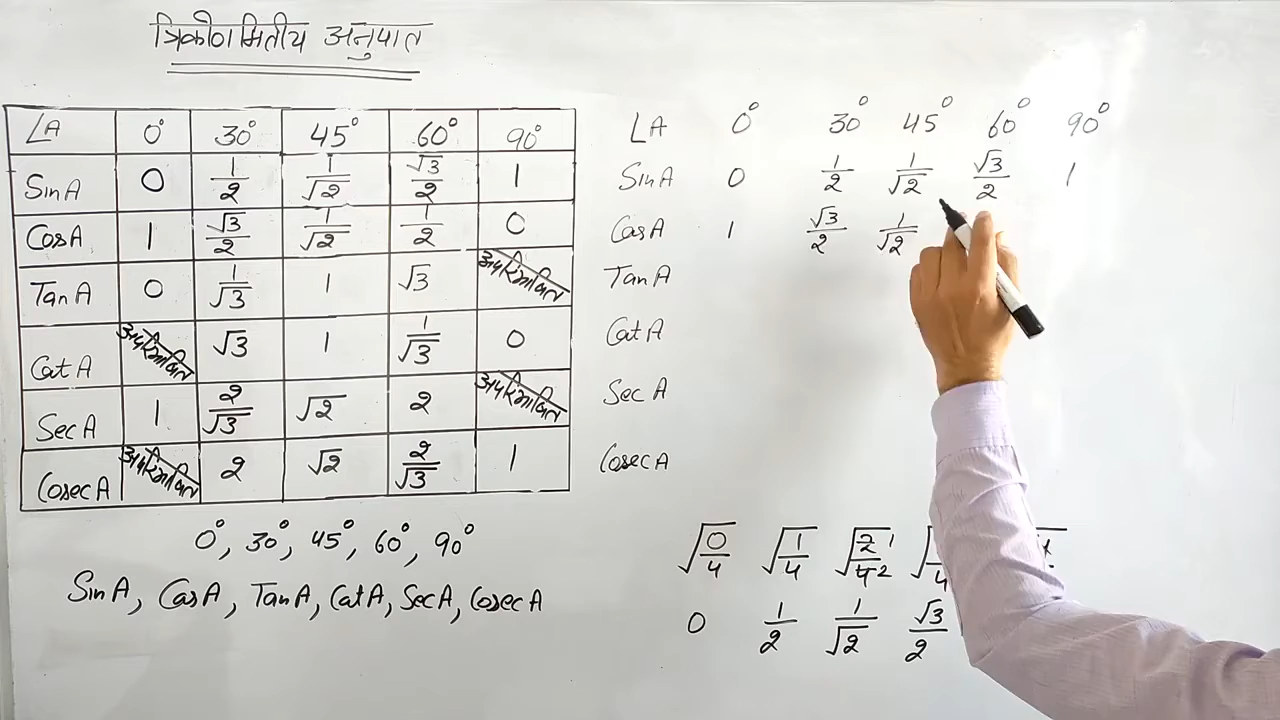 त्रिकोणमितीय अनुपात
∠A 0° 30° 45° 60° 90°
SinA 0 1/2 1/√2 √3/2 1
CosA 1 √3/2 1/√2 1/2 0
TanA 0 1/√3 1 √3 अपरिभाषित
CotA अपरिभाषित √3 1 1/√3 0
SecA 1 2/√3 √2 2 अपरिभाषित
CosecA अपरिभाषित 2 √2 2/√3 1
0°, 30°, 45°, 60°, 90°
SinA, CosA, TanA, CotA, SecA, CosecA
∠A 0° 30° 45° 60° 90°
SinA 0 1/2 1/√2 √3/2 1
CosA 1 √3/2 1/√2
TanA
CotA
SecA
CosecA
√0/4 √1/4 √2/4 1 2
0 1/2 1/√2 √3/2